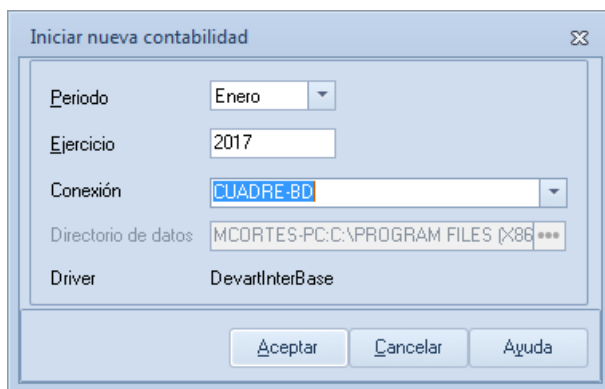 Iniciar nueva contabilidad
Periodo Enero
Ejercicio 2017
Conexión CUADRE-BD
Directorio de datos MCORTES-PC:C:\PROGRAM FILES (X86 •••
Driver DevartInterBase
Aceptar Cancelar Ayuda